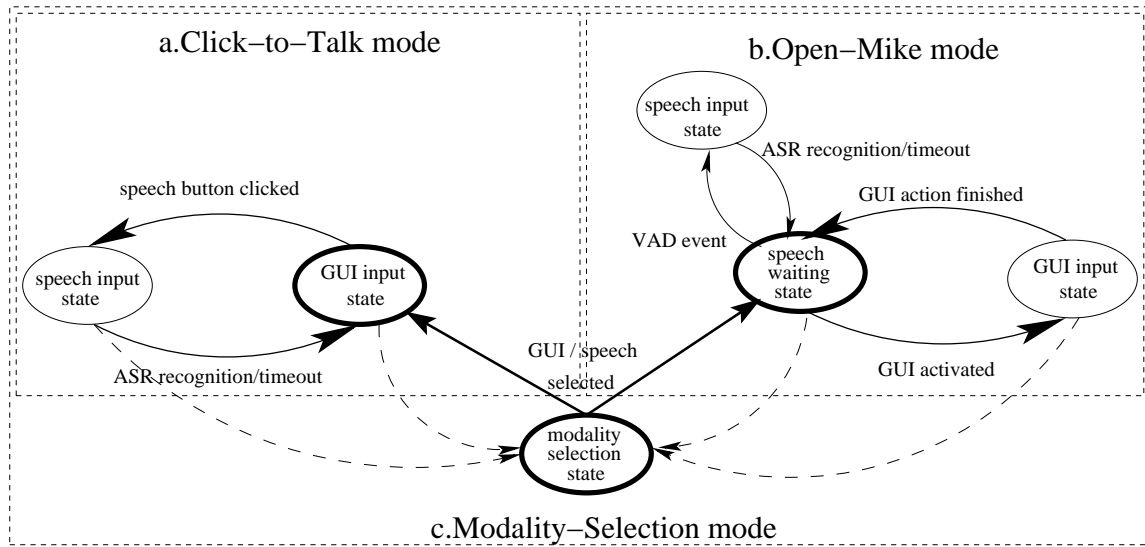 a.Click−to−Talk mode
speech button clicked
speech input
state
GUI input
state
ASR recognition/timeout
b.Open−Mike mode
speech input
state
ASR recognition/timeout
GUI action finished
VAD event
speech
waiting
state
GUI input
state
GUI activated
GUI / speech
selected
modality
selection
state
c.Modality−Selection mode